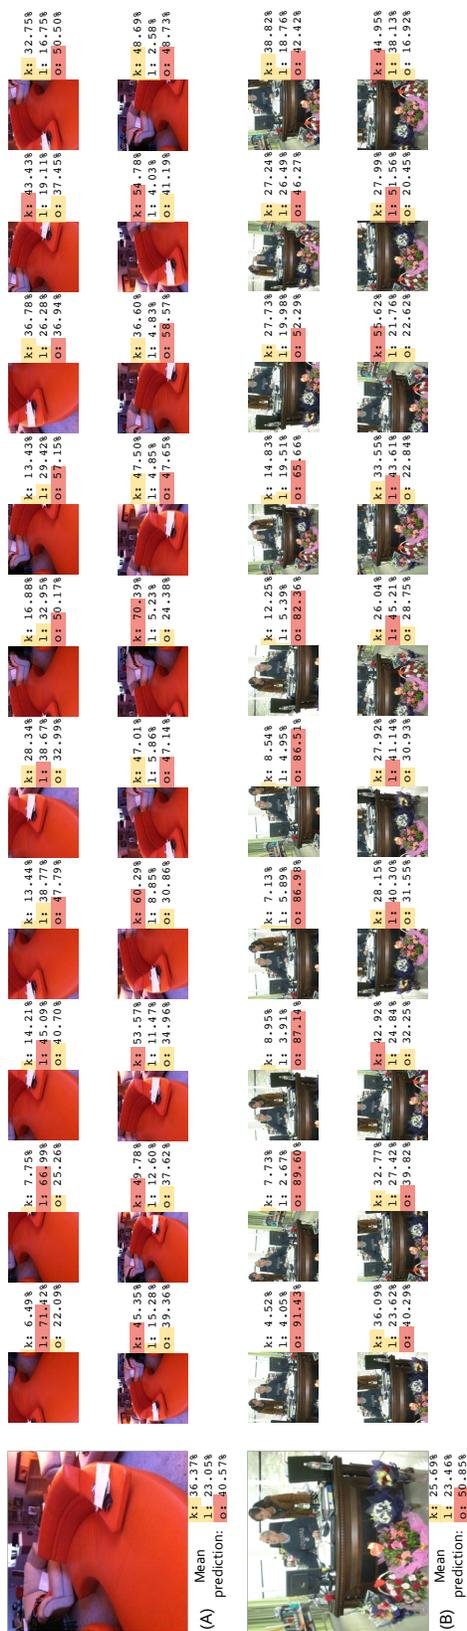 k: 6.49%
l: 71.42%
o: 22.09%
k: 7.75%
l: 66.99%
o: 25.26%
k: 14.21%
l: 45.09%
o: 40.70%
k: 13.44%
l: 38.77%
o: 47.79%
k: 28.34%
l: 38.67%
o: 32.99%
k: 16.88%
l: 32.95%
o: 50.17%
k: 13.43%
l: 29.42%
o: 57.15%
k: 36.78%
l: 26.28%
o: 36.94%
k: 43.43%
l: 19.11%
o: 37.45%
k: 32.75%
l: 16.75%
o: 50.50%
k: 45.35%
l: 15.28%
o: 39.36%
k: 49.78%
l: 12.60%
o: 37.62%
k: 53.57%
l: 11.47%
o: 34.96%
k: 60.29%
l: 8.85%
o: 30.86%
k: 47.01%
l: 5.86%
o: 47.14%
k: 70.39%
l: 5.23%
o: 24.38%
k: 47.50%
l: 4.85%
o: 47.65%
k: 36.60%
l: 4.83%
o: 58.57%
k: 54.78%
l: 4.03%
o: 41.19%
k: 48.69%
l: 2.58%
o: 48.73%
(A)
Mean
prediction:
k: 36.37%
l: 23.05%
o: 40.57%
k: 4.52%
l: 4.05%
o: 91.43%
k: 7.73%
l: 2.67%
o: 89.60%
k: 8.95%
l: 3.91%
o: 87.14%
k: 7.13%
l: 5.89%
o: 86.98%
k: 8.54%
l: 4.95%
o: 86.51%
k: 12.25%
l: 5.39%
o: 82.36%
k: 14.83%
l: 19.51%
o: 65.66%
k: 27.73%
l: 19.98%
o: 52.29%
k: 27.24%
l: 26.49%
o: 46.27%
k: 38.82%
l: 18.76%
o: 42.42%
k: 36.09%
l: 23.62%
o: 40.29%
k: 32.77%
l: 27.42%
o: 39.82%
k: 42.92%
l: 24.84%
o: 32.25%
k: 28.15%
l: 40.30%
o: 31.55%
k: 27.92%
l: 41.14%
o: 30.93%
k: 26.04%
l: 45.21%
o: 28.75%
k: 33.55%
l: 43.61%
o: 22.84%
k: 55.62%
l: 21.76%
o: 22.62%
k: 27.99%
l: 51.56%
o: 20.45%
k: 44.95%
l: 38.13%
o: 16.92%
(B)
Mean
prediction:
k: 25.69%
l: 23.46%
o: 50.85%